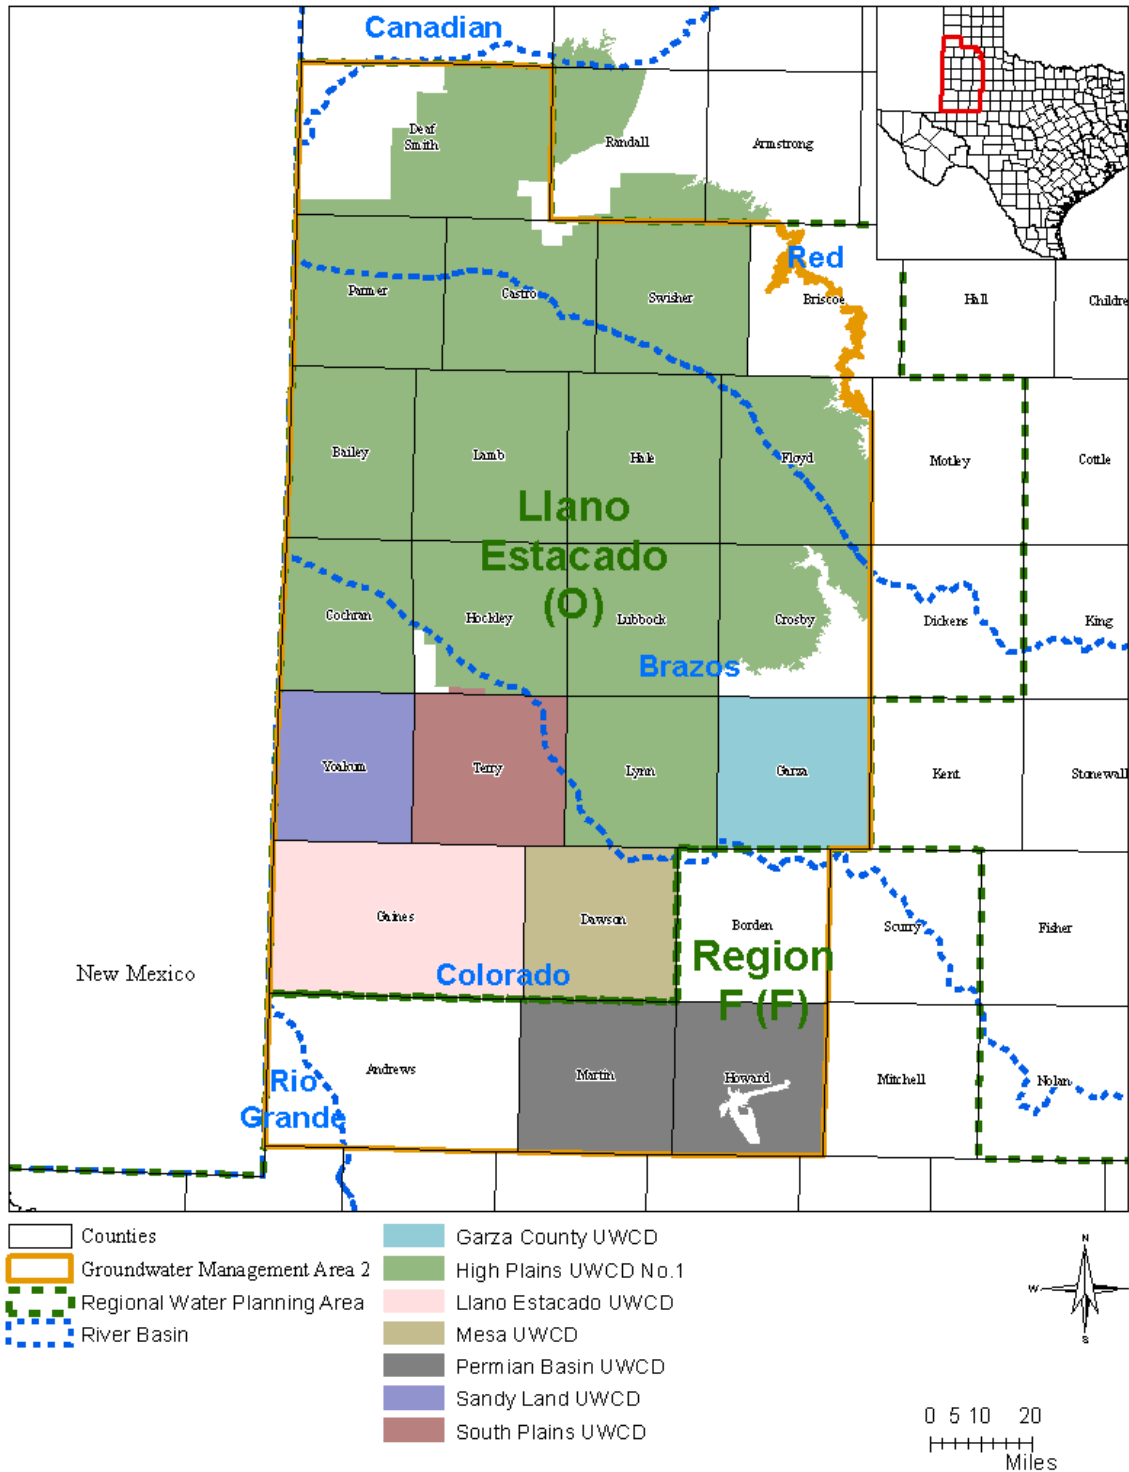 Canadian
Deaf
Smith
Randall
Armstrong
Red
Parmer
Castro
Swisher
Briscoe
Hall
Childre
Bailey
Lamb
Hale
Floyd
Motley
Cottle
Llano
Estacado
(O)
Cochran
Hockley
Lubbock
Crosby
Dickens
King
Brazos
Yoakum
Terry
Lynn
Garza
Kent
Stonewall
Gaines
Dawson
Borden
Scurry
Fisher
New Mexico
Colorado
Region
F (F)
Andrews
Martin
Howard
Mitchell
Nolan
Rio
Grande
Counties
Groundwater Management Area 2
Regional Water Planning Area
River Basin
Garza County UWCD
High Plains UWCD No.1
Llano Estacado UWCD
Mesa UWCD
Permian Basin UWCD
Sandy Land UWCD
South Plains UWCD
N
W
S
0 5 10 20
Miles